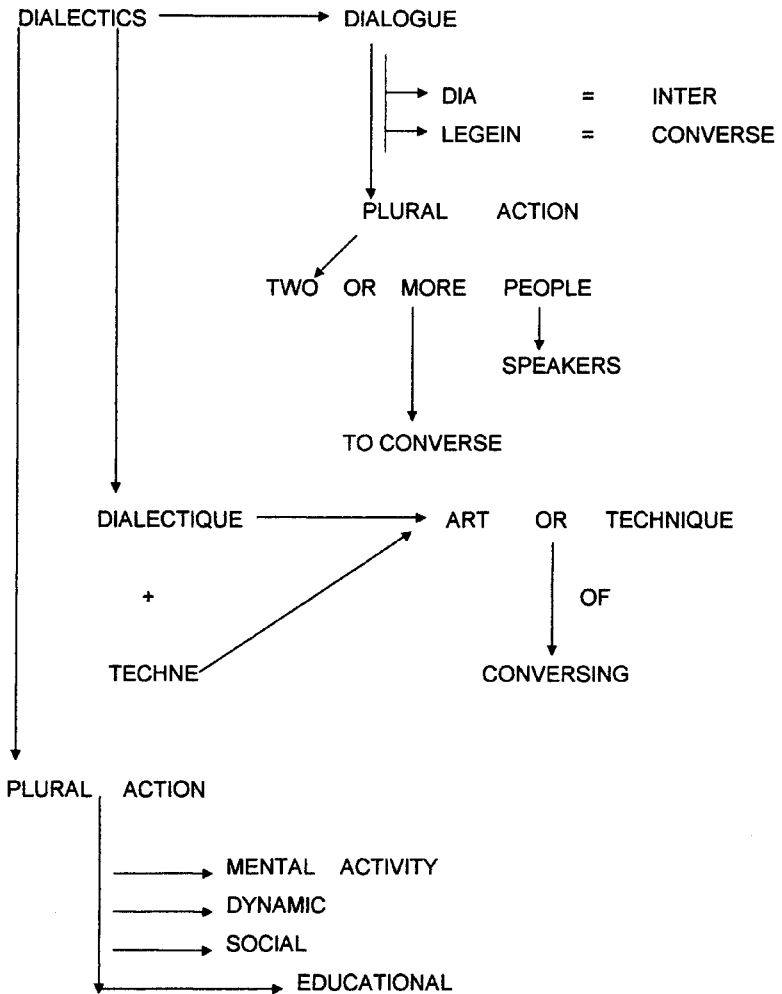 DIALECTICS DIALOGUE
DIA = INTER
LEGEIN = CONVERSE
PLURAL ACTION
TWO OR MORE PEOPLE
SPEAKERS
TO CONVERSE
DIALECTIQUE ART OR TECHNIQUE
+ OF
TECHNE CONVERSING
PLURAL ACTION
MENTAL ACTIVITY
DYNAMIC
SOCIAL
EDUCATIONAL